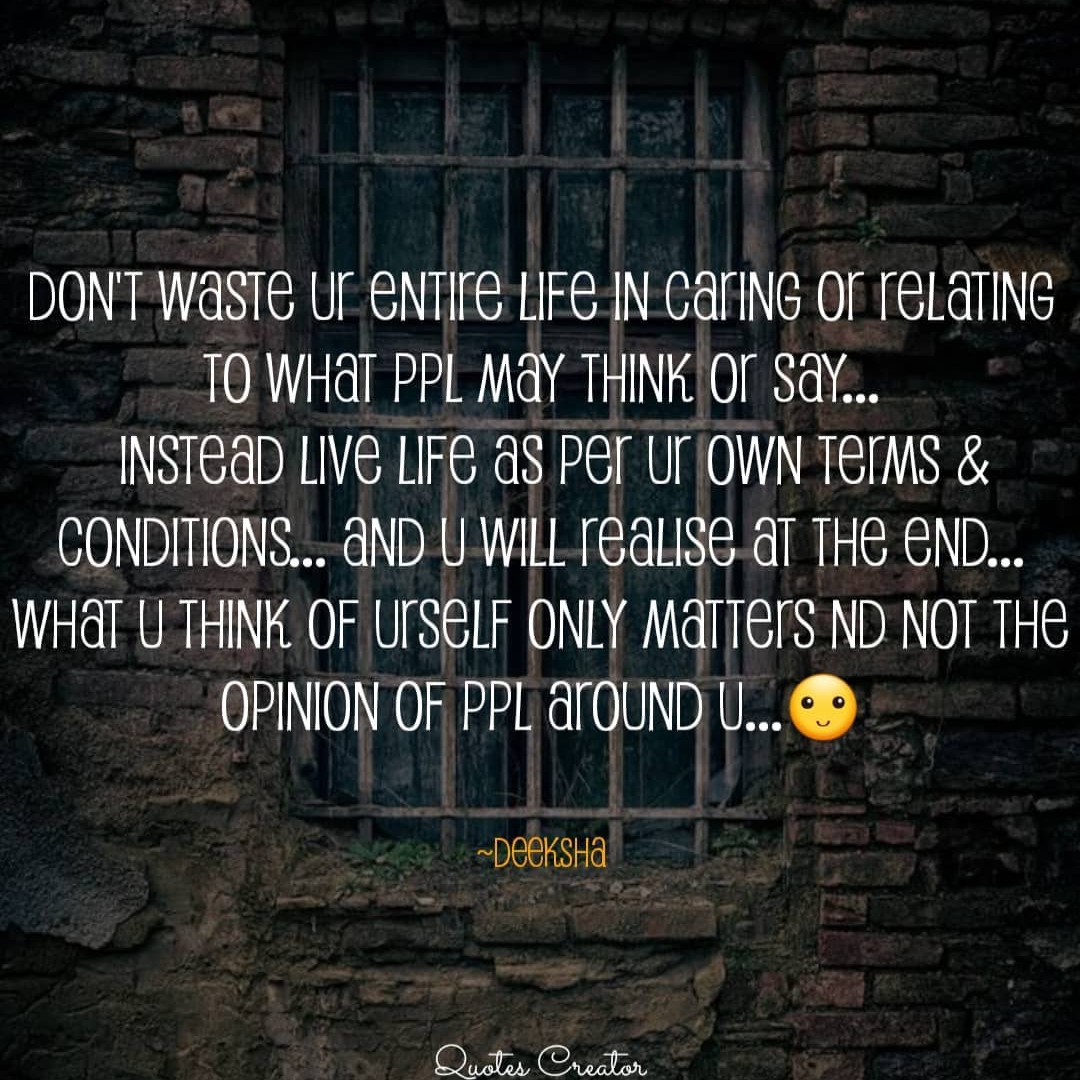 DON'T WASTE UR ENTIRE LIFE IN CARING OR RELATING
TO WHAT PPL MAY THINK OR SAY...
INSTEAD LIVE LIFE AS PER UR OWN TERMS &
CONDITIONS... AND U WILL REALISE AT THE END...
WHAT U THINK OF URSELF ONLY MATTERS ND NOT THE
OPINION OF PPL AROUND U...🙂
~DEEKSHA
Quotes Creator